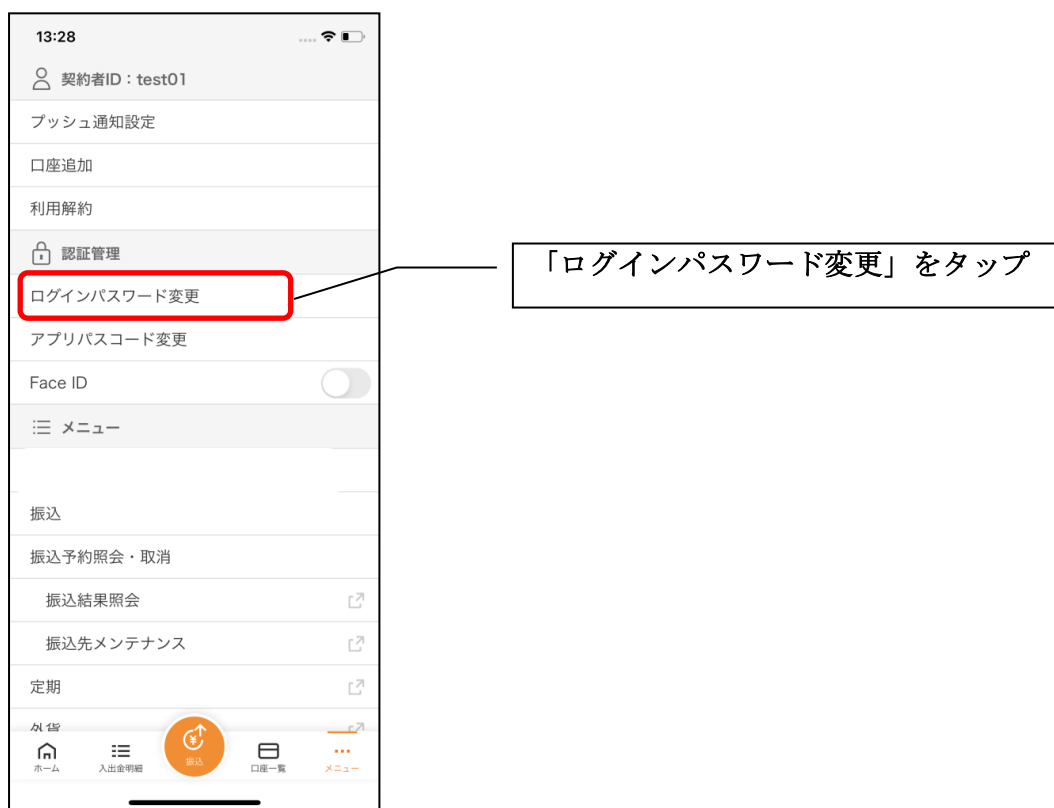 13:28
契約者ID:test01
プッシュ通知設定
口座追加
利用解約
認証管理
ログインパスワード変更
「ログインパスワード変更」をタップ
アプリパスコード変更
Face ID
メニュー
振込
振込予約照会・取消
振込結果照会
振込先メンテナンス
定期
外貨
ホーム
入出金明細
振込
口座一覧
メニュー